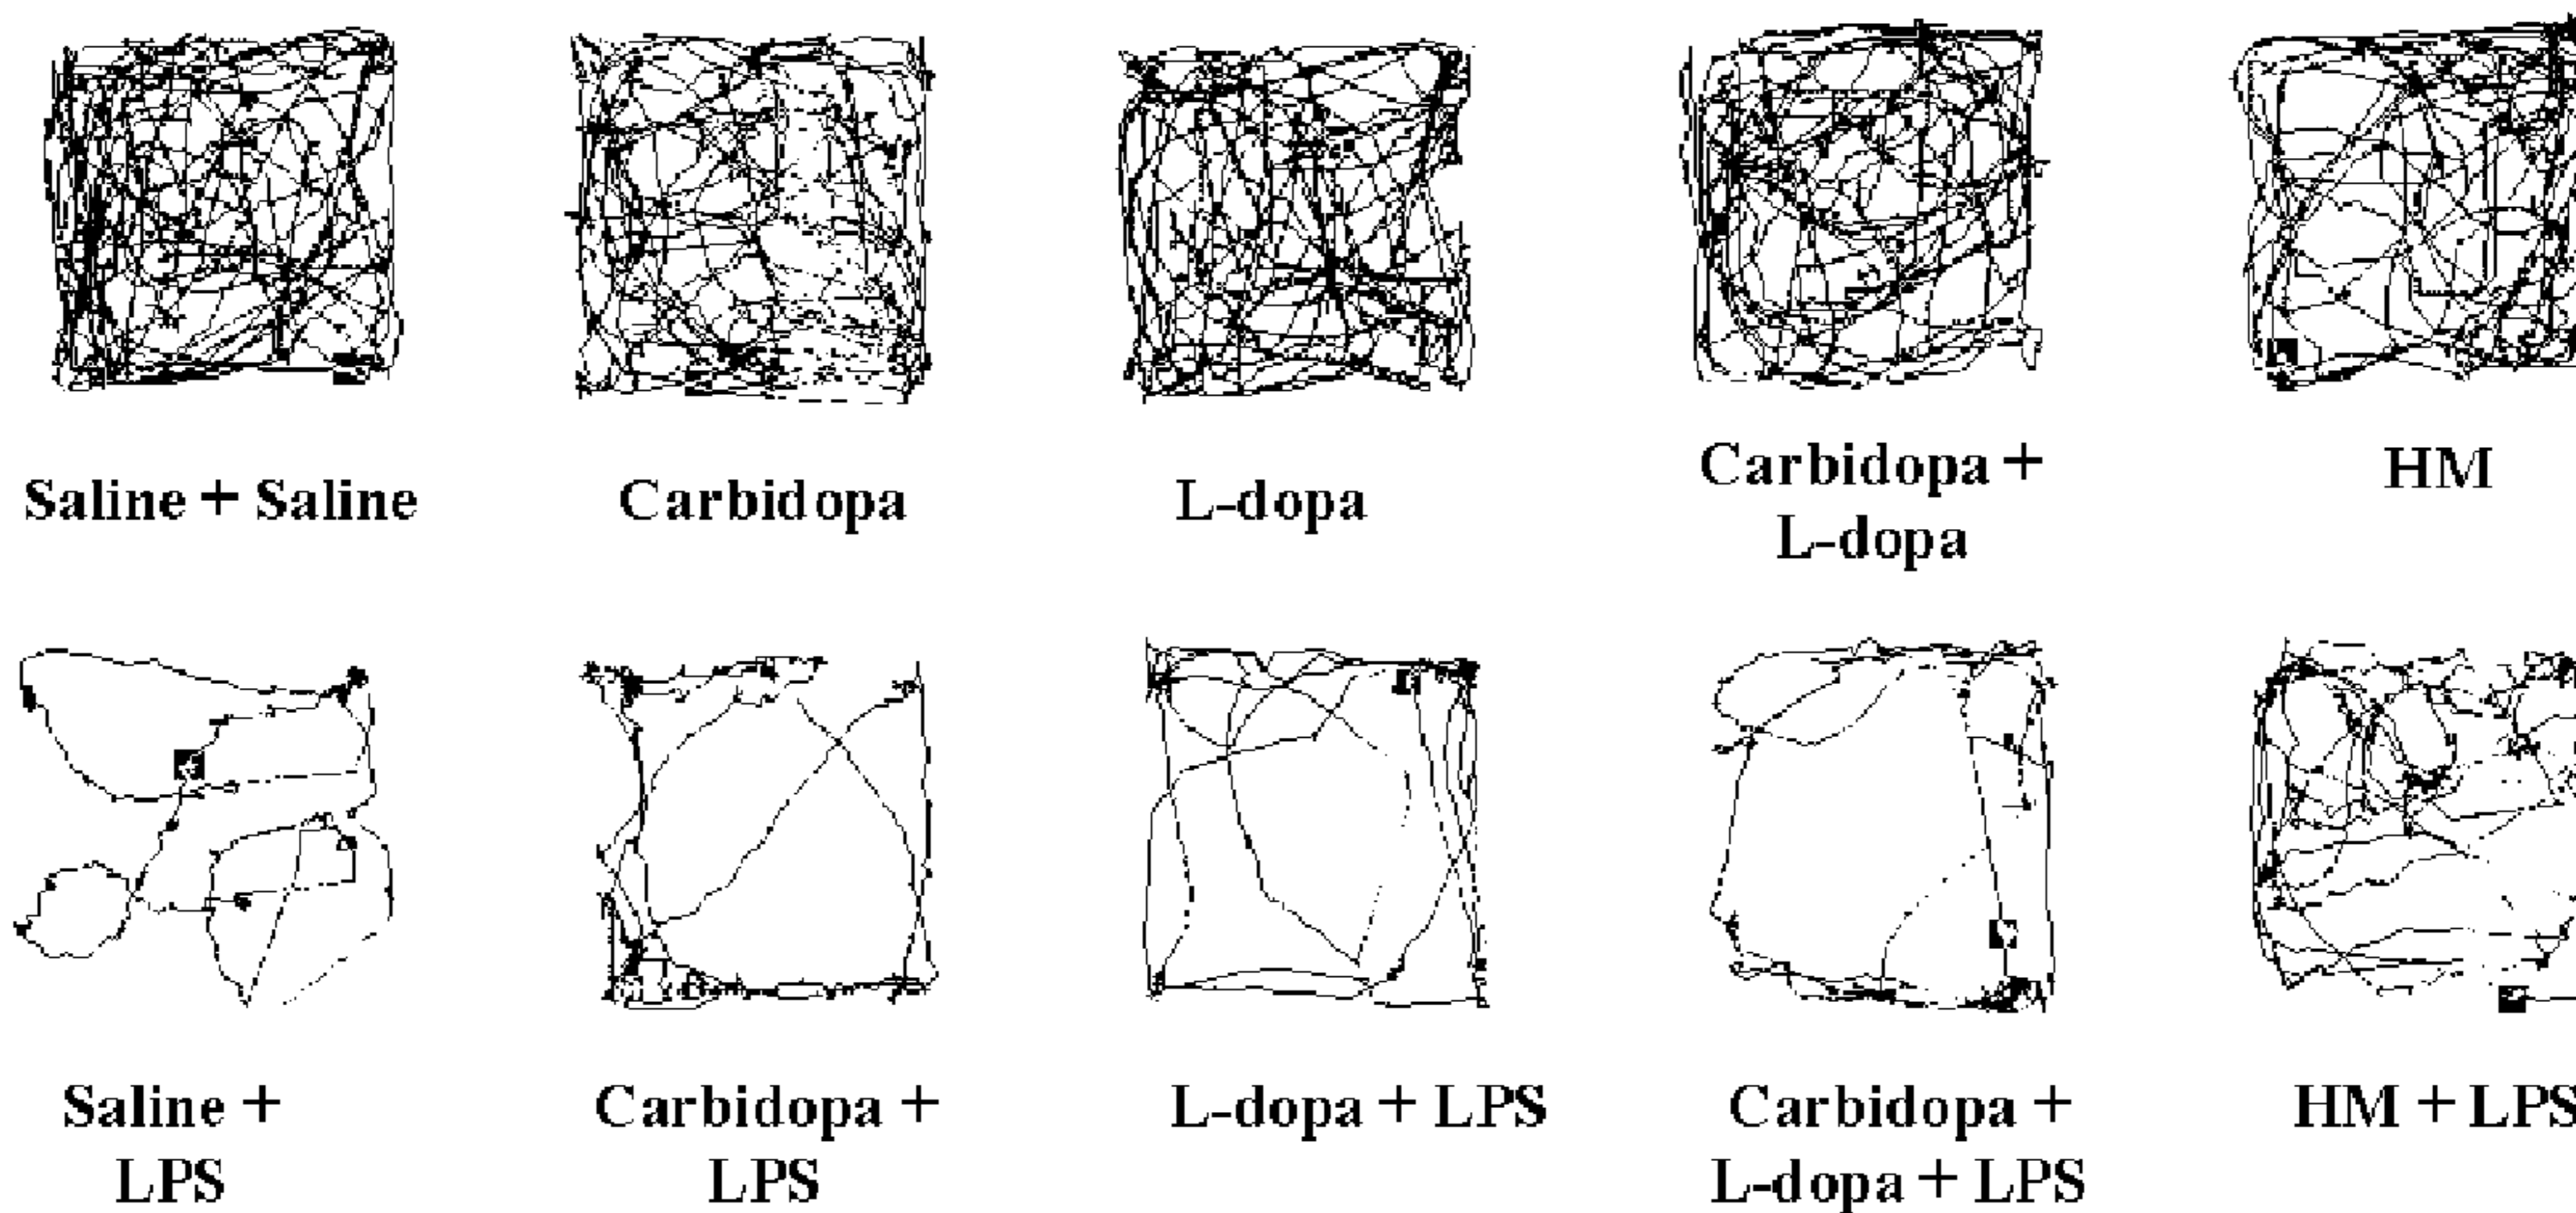 Saline + Saline
Carbidopa
L-dopa
Carbidopa +
L-dopa
HM
Saline +
LPS
Carbidopa +
LPS
L-dopa + LPS
Carbidopa +
L-dopa + LPS
HM + LPS